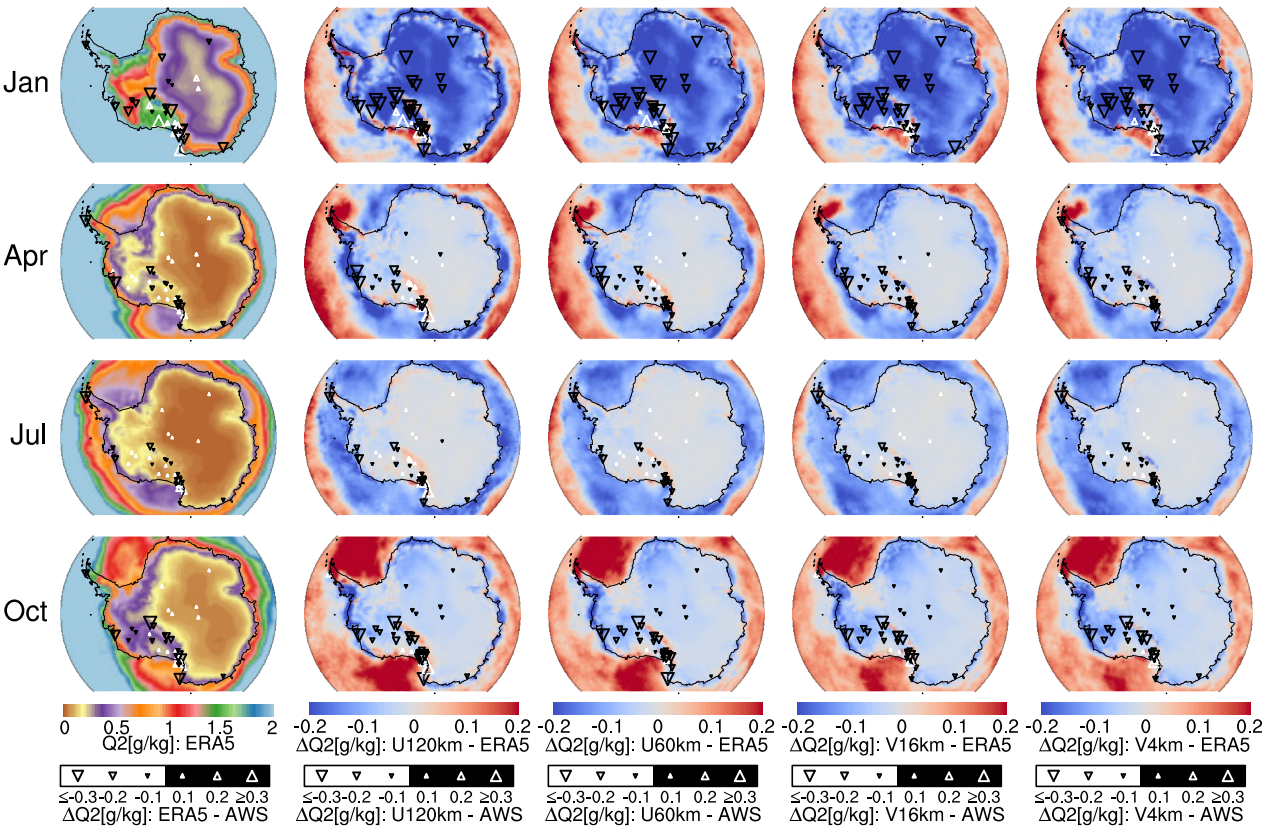 Jan
Apr
Jul
Oct
0 0.5 1 1.5 2
Q2[g/kg]: ERA5
-0.2 -0.1 0 0.1 0.2
ΔQ2[g/kg]: U120km - ERA5
-0.2 -0.1 0 0.1 0.2
ΔQ2[g/kg]: U60km - ERA5
-0.2 -0.1 0 0.1 0.2
ΔQ2[g/kg]: V16km - ERA5
-0.2 -0.1 0 0.1 0.2
ΔQ2[g/kg]: V4km - ERA5
≤-0.3 -0.2 -0.1 0.1 0.2 ≥0.3
ΔQ2[g/kg]: ERA5 - AWS
≤-0.3 -0.2 -0.1 0.1 0.2 ≥0.3
ΔQ2[g/kg]: U120km - AWS
≤-0.3 -0.2 -0.1 0.1 0.2 ≥0.3
ΔQ2[g/kg]: U60km - AWS
≤-0.3 -0.2 -0.1 0.1 0.2 ≥0.3
ΔQ2[g/kg]: V16km - AWS
≤-0.3 -0.2 -0.1 0.1 0.2 ≥0.3
ΔQ2[g/kg]: V4km - AWS